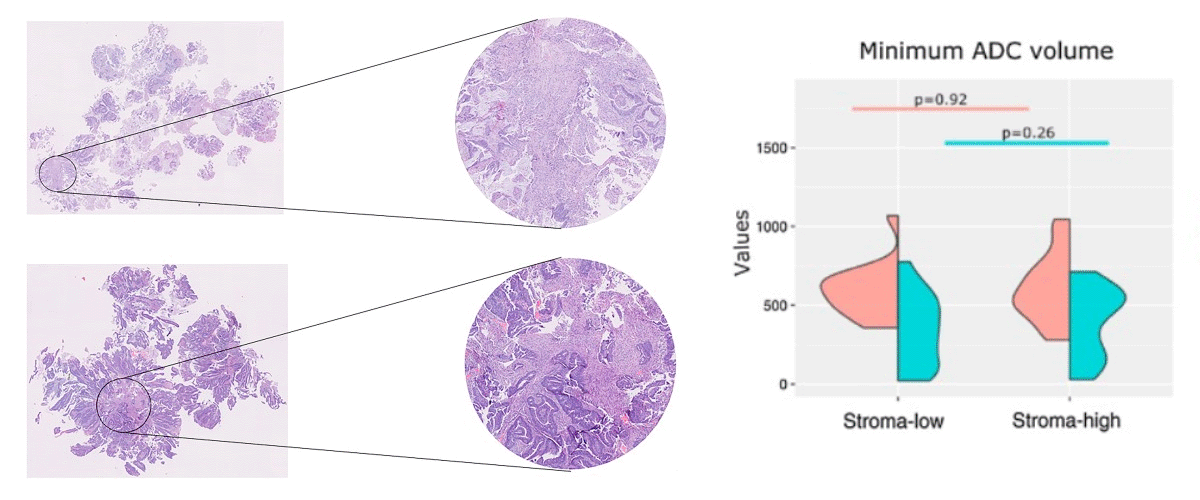 Minimum ADC volume
p=0.92
p=0.26
Values
1500
1000
500
0
Stroma-low
Stroma-high